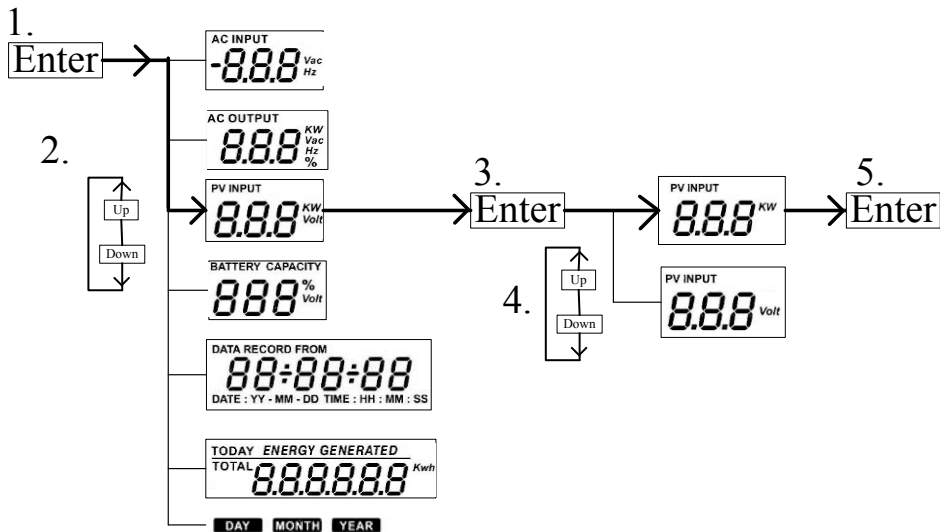 1.
Enter
AC INPUT
-8.8.8 Vac
Hz
AC OUTPUT
8.8.8 KW
Vac
Hz
%
2.
Up
Down
PV INPUT
8.8.8 KW
Volt
BATTERY CAPACITY
888 %
Volt
DATA RECORD FROM
88÷88÷88
DATE : YY - MM - DD TIME : HH : MM : SS
TODAY ENERGY GENERATED
TOTAL 8.8.8.8.8.8 Kwh
DAY MONTH YEAR
3.
Enter
4.
Up
Down
PV INPUT
8.8.8 KW
PV INPUT
8.8.8 Volt
5.
Enter